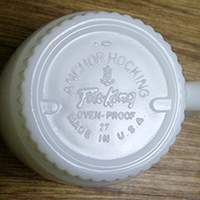 ANCHOR HOCKING
Fire-King
OVEN-PROOF
27
MADE IN U.S.A